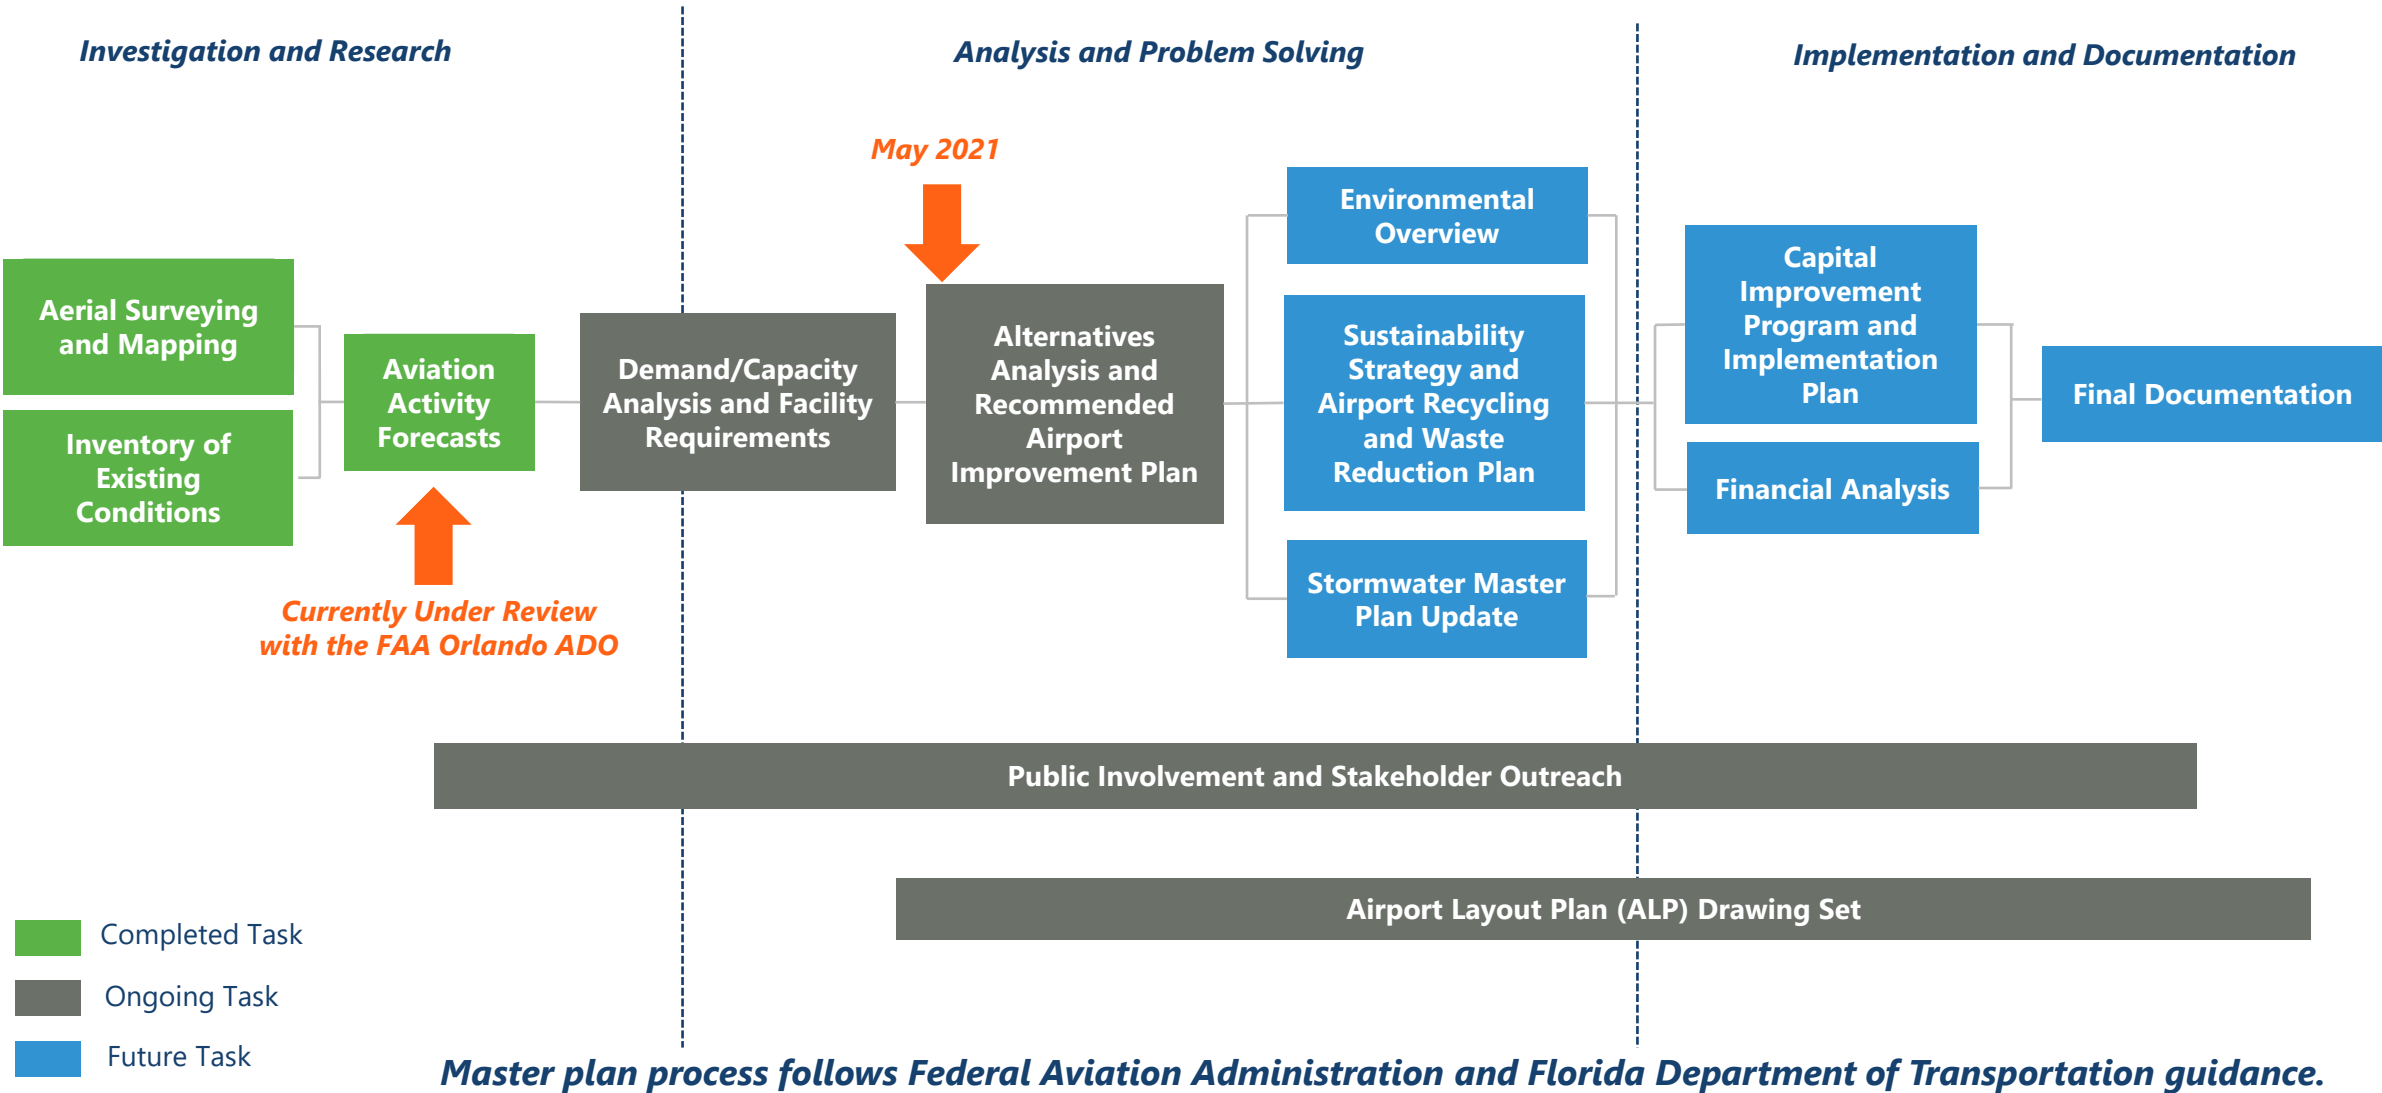 Investigation and Research
Analysis and Problem Solving
Implementation and Documentation
May 2021
Aerial Surveying
and Mapping
Inventory of
Existing
Conditions
Aviation
Activity
Forecasts
Currently Under Review
with the FAA Orlando ADO
Demand/Capacity
Analysis and Facility
Requirements
Alternatives
Analysis and
Recommended
Airport
Improvement Plan
Environmental
Overview
Sustainability
Strategy and
Airport Recycling
and Waste
Reduction Plan
Stormwater Master
Plan Update
Capital
Improvement
Program and
Implementation
Plan
Financial Analysis
Final Documentation
Public Involvement and Stakeholder Outreach
Airport Layout Plan (ALP) Drawing Set
Completed Task
Ongoing Task
Future Task
Master plan process follows Federal Aviation Administration and Florida Department of Transportation guidance.